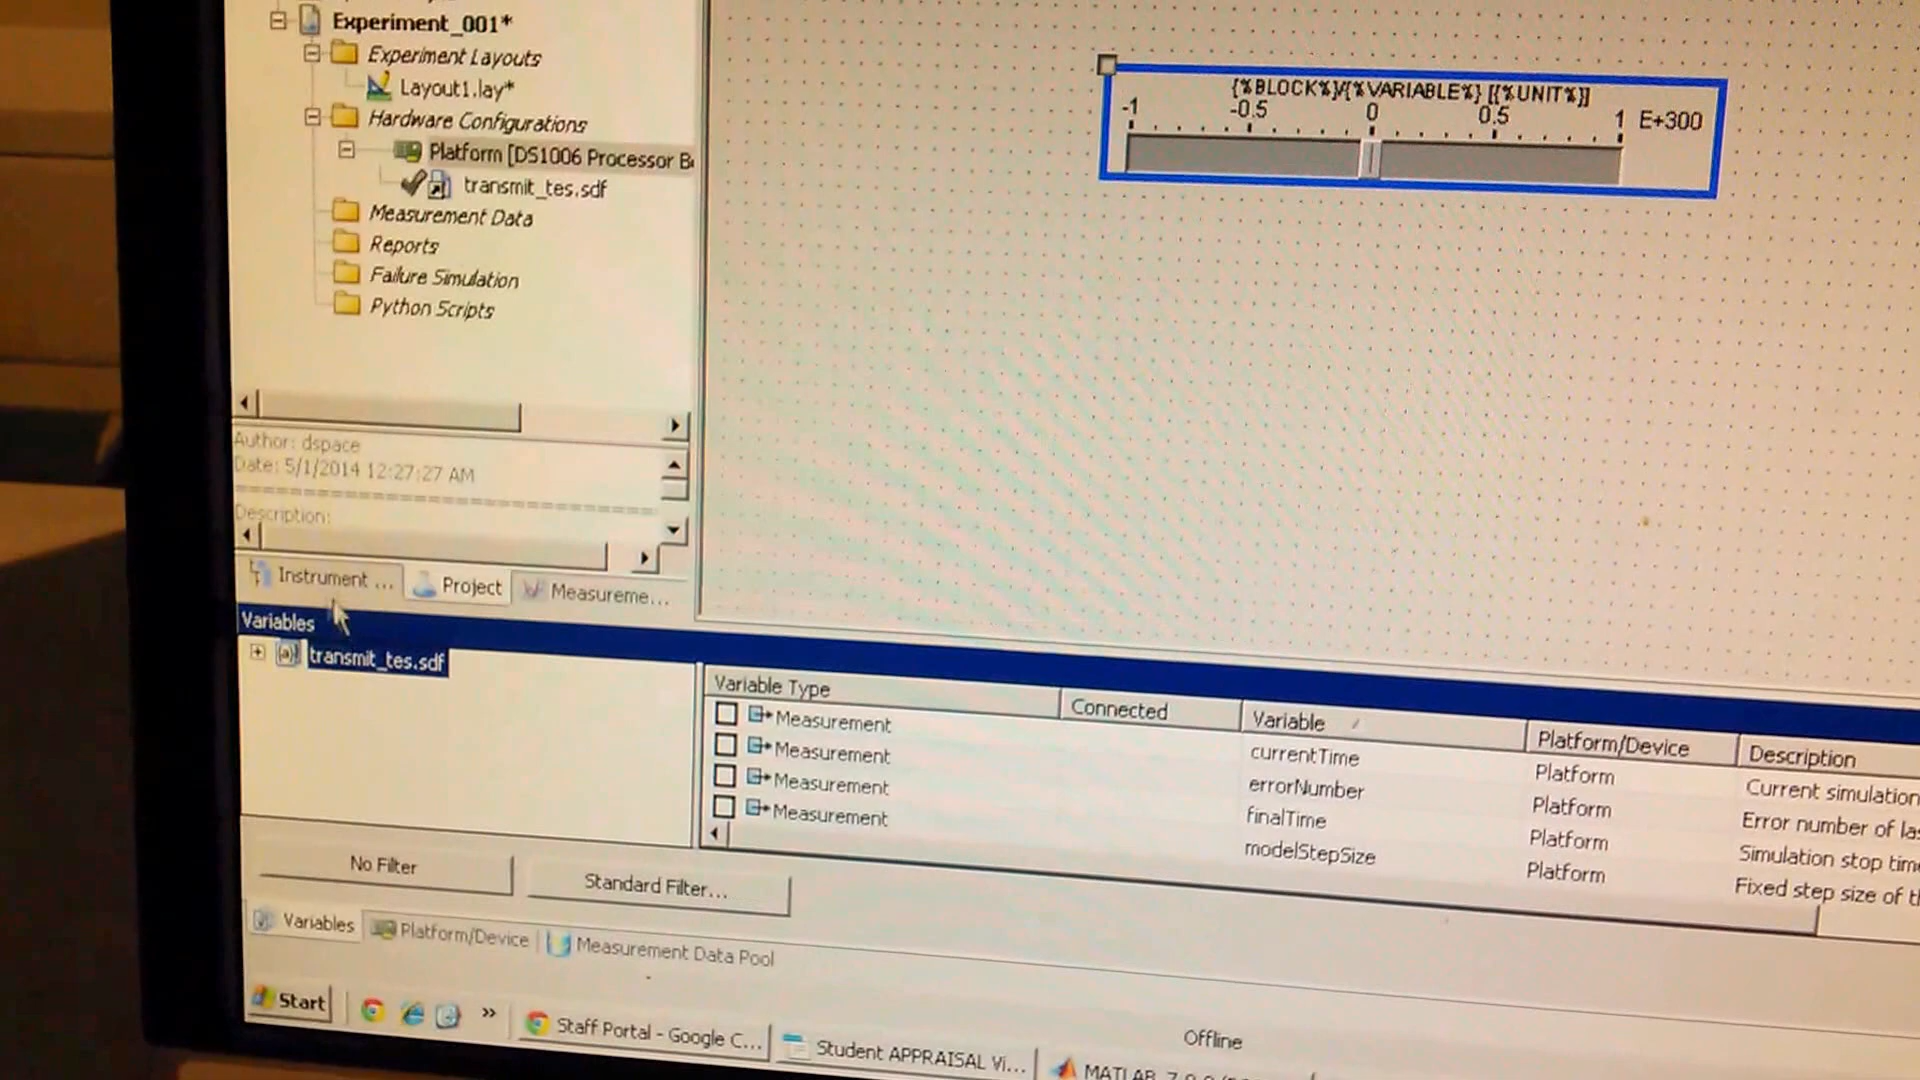 Experiment_001*
Experiment Layouts
Layout1.lay*
Hardware Configurations
Platform [DS1006 Processor
transmit_tes.sdf
Measurement Data
Reports
Failure Simulation
Python Scripts
Author: dspace
Date: 5/1/2014 12:27:27 AM
Description:
Instrument ... Project Measureme...
{%BLOCK%}/{%VARIABLE%} [{%UNIT%}]
-1 -0.5 0 0.5 1 E+300
Variables
transmit_tes.sdf
Variable Type Connected Variable Platform/Device Description
Measurement currentTime Platform Current simulation
Measurement errorNumber Platform Error number of
Measurement finalTime Platform Simulation stop
Measurement modelStepSize Platform Fixed step size of
No Filter Standard Filter...
Variables Platform/Device Measurement Data Pool
Offline
Start » Staff Portal - Google C... Student APPRAISAL Vi... MATLAB